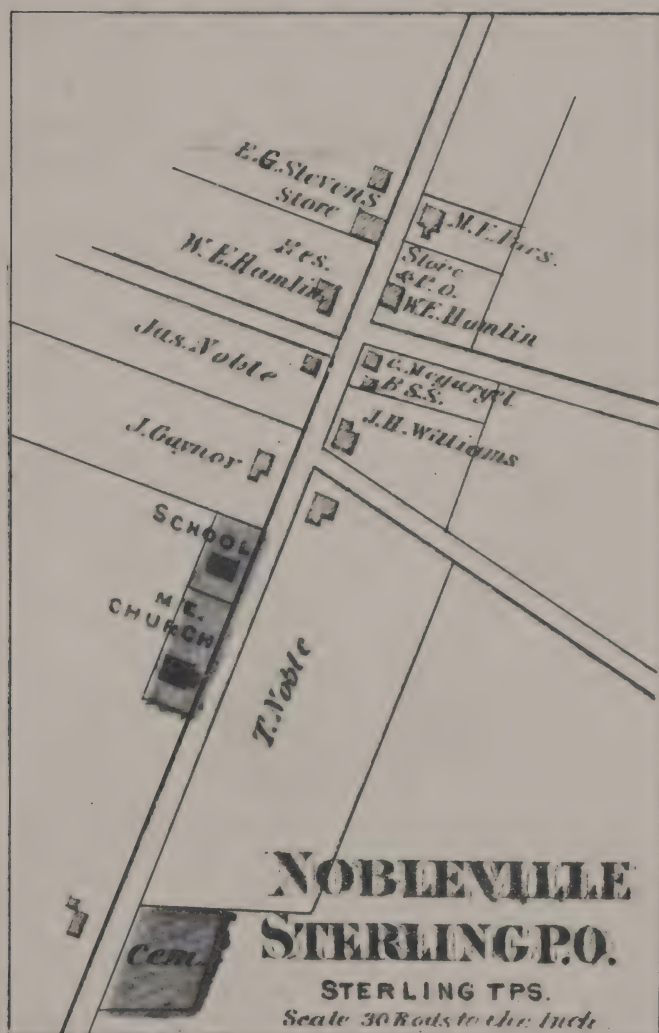 E.G.Stevens
Store
Res.
W.E.Hamlin
Jas.Noble
J.Gaynor
M.E.Pars.
Store
& P.O.
W.E.Hamlin
C.Megargel
B.S.S.
J.H.Williams
SCHOOL
M.E.
CHURCH
T.Noble
Cem.
NOBLEVILLE
STERLING P.O.
STERLING TPS.
Scale 30 Rods to the Inch